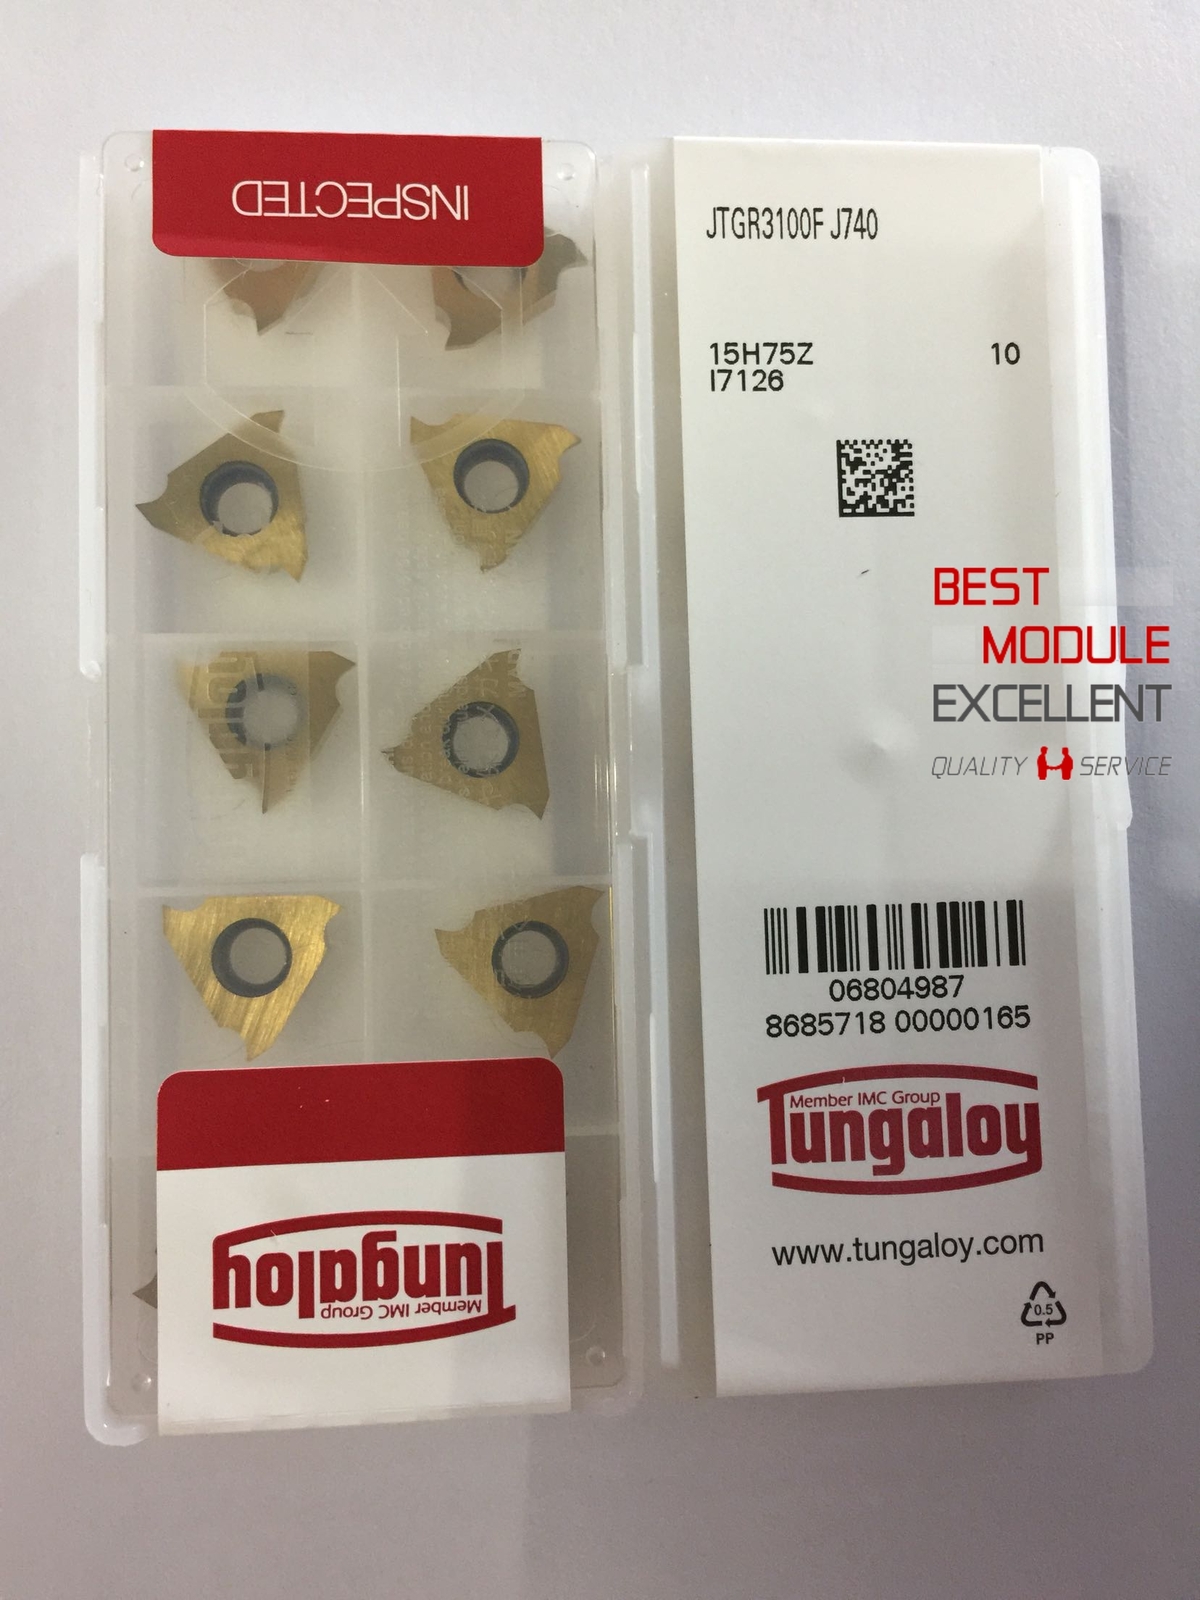 INSPECTED
Tungaloy
Member IMC Group
JTGR3100F J740
15H75Z 10
I7126
BEST
MODULE
EXCELLENT
QUALITY SERVICE
06804987
8685718 00000165
Member IMC Group
Tungaloy
www.tungaloy.com
0.5
PP